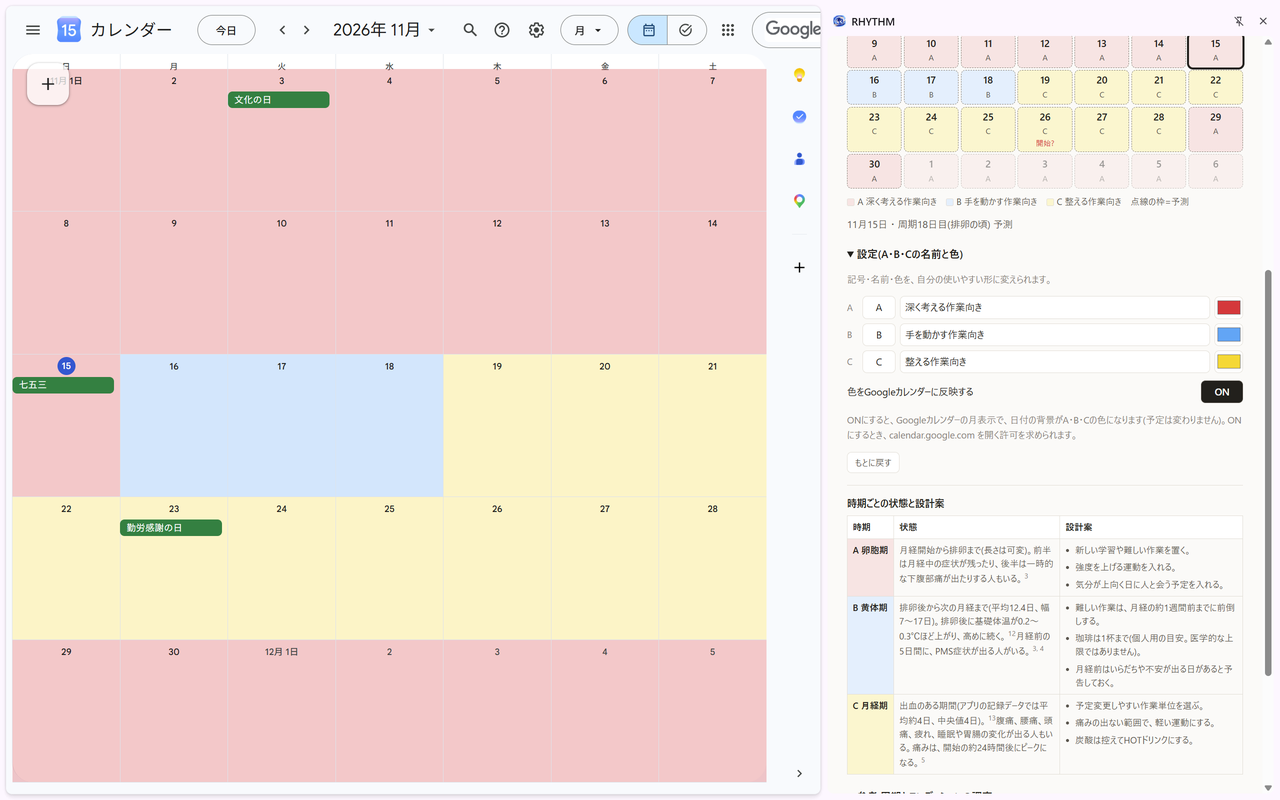 15 カレンダー
今日
2026年 11月
月
Google
日 月 火 水 木 金 土
11月 1日 2 3 4 5 6 7
文化の日
8 9 10 11 12 13 14
15 16 17 18 19 20 21
七五三
22 23 24 25 26 27 28
勤労感謝の日
29 30 12月 1日 2 3 4 5
RHYTHM
9 10 11 12 13 14 15
A A A A A A A
16 17 18 19 20 21 22
B B B C C C C
23 24 25 26 27 28 29
C C C C C C A
開始?
30 1 2 3 4 5 6
A A A A A A A
A 深く考える作業向き B 手を動かす作業向き C 整える作業向き 点線の枠=予測
11月15日・周期18日目(排卵の頃) 予測
▼設定(A・B・Cの名前と色)
記号・名前・色を、自分の使いやすい形に変えられます。
A A 深く考える作業向き
B B 手を動かす作業向き
C C 整える作業向き
色をGoogleカレンダーに反映する ON
ONにすると、Googleカレンダーの月表示で、日付の背景がA・B・Cの色になります(予定は変わりません)。ON
にするとき、calendar.google.com を開く許可を求められます。
もとに戻す
時期ごとの状態と設計案
時期 状態 設計案
A 卵胞期
月経開始から排卵まで(長さは可変)。前半
は月経中の症状が残ったり、後半は一時的
な下腹部痛が出たりする人もいる。3
• 新しい学習や難しい作業を置く。
• 強度を上げる運動を入れる。
• 気分が上向く日に人と会う予定を入れる。
B 黄体期
排卵後から次の月経まで(平均12.4日、幅
7〜17日)。排卵後に基礎体温が0.2〜
0.3℃ほど上がり、高めに続く。12月経前の
5日間に、PMS症状が出る人がいる。3, 4
• 難しい作業は、月経の約1週間前までに前倒
しする。
• 珈琲は1杯まで(個人用の目安。医学的な上
限ではありません)。
• 月経前はいらだちや不安が出る日があると予
告しておく。
C 月経期
出血のある期間(アプリの記録データでは平
均約4日、中央値4日)。13腹痛、腰痛、頭
痛、疲れ、睡眠や胃腸の変化が出る人もい
る。痛みは、開始の約24時間後にピークに
なる。5
• 予定変更しやすい作業単位を選ぶ。
• 痛みの出ない範囲で、軽い運動にする。
• 炭酸は控えてHOTドリンクにする。